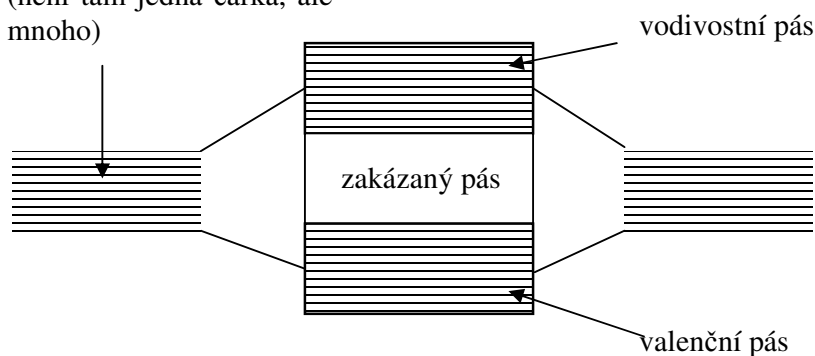 (není tam jedna čárka, ale
mnoho)
vodivostní pás
zakázaný pás
valenční pás